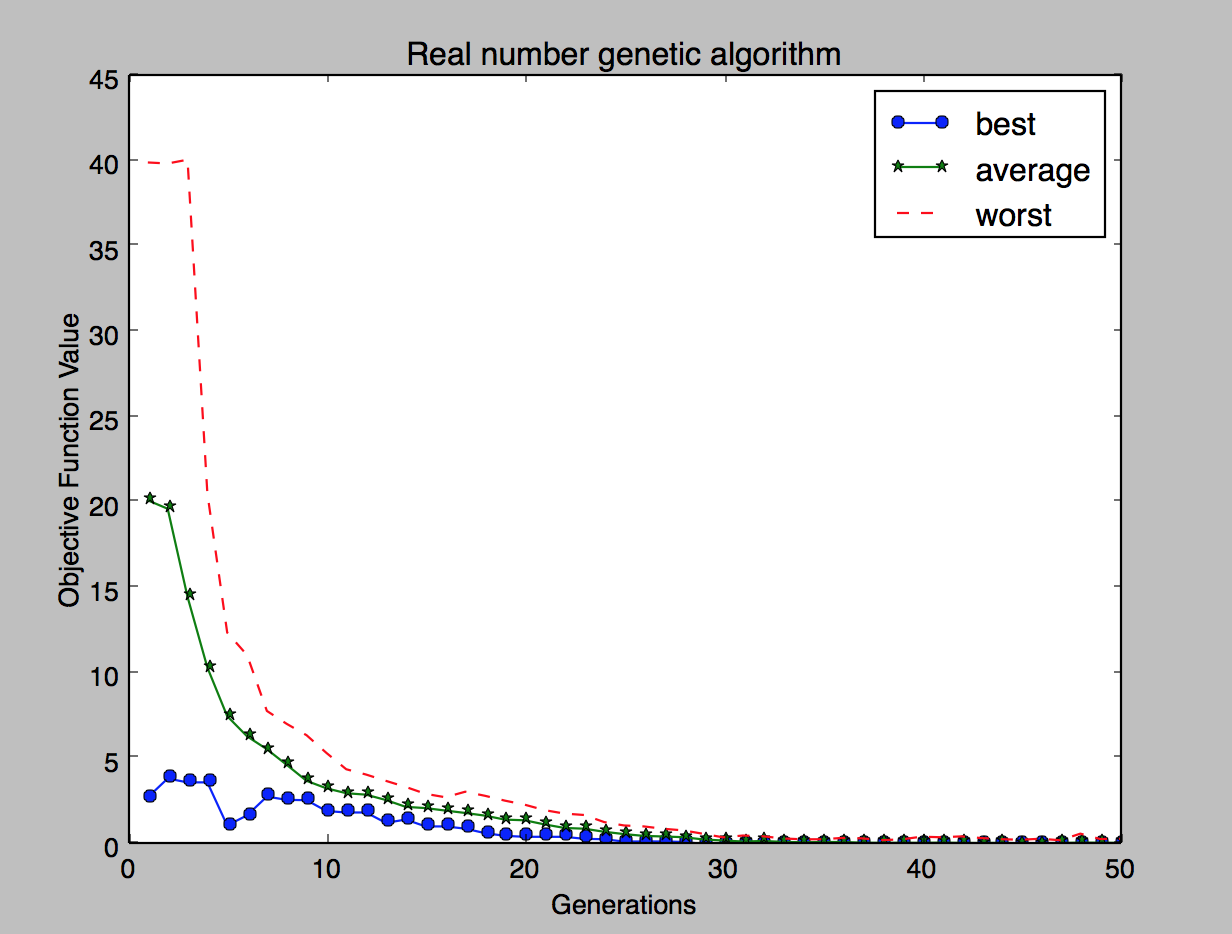 Real number genetic algorithm
45
40
35
30
25
20
15
10
5
0
best
average
worst
Objective Function Value
0 10 20 30 40 50
Generations